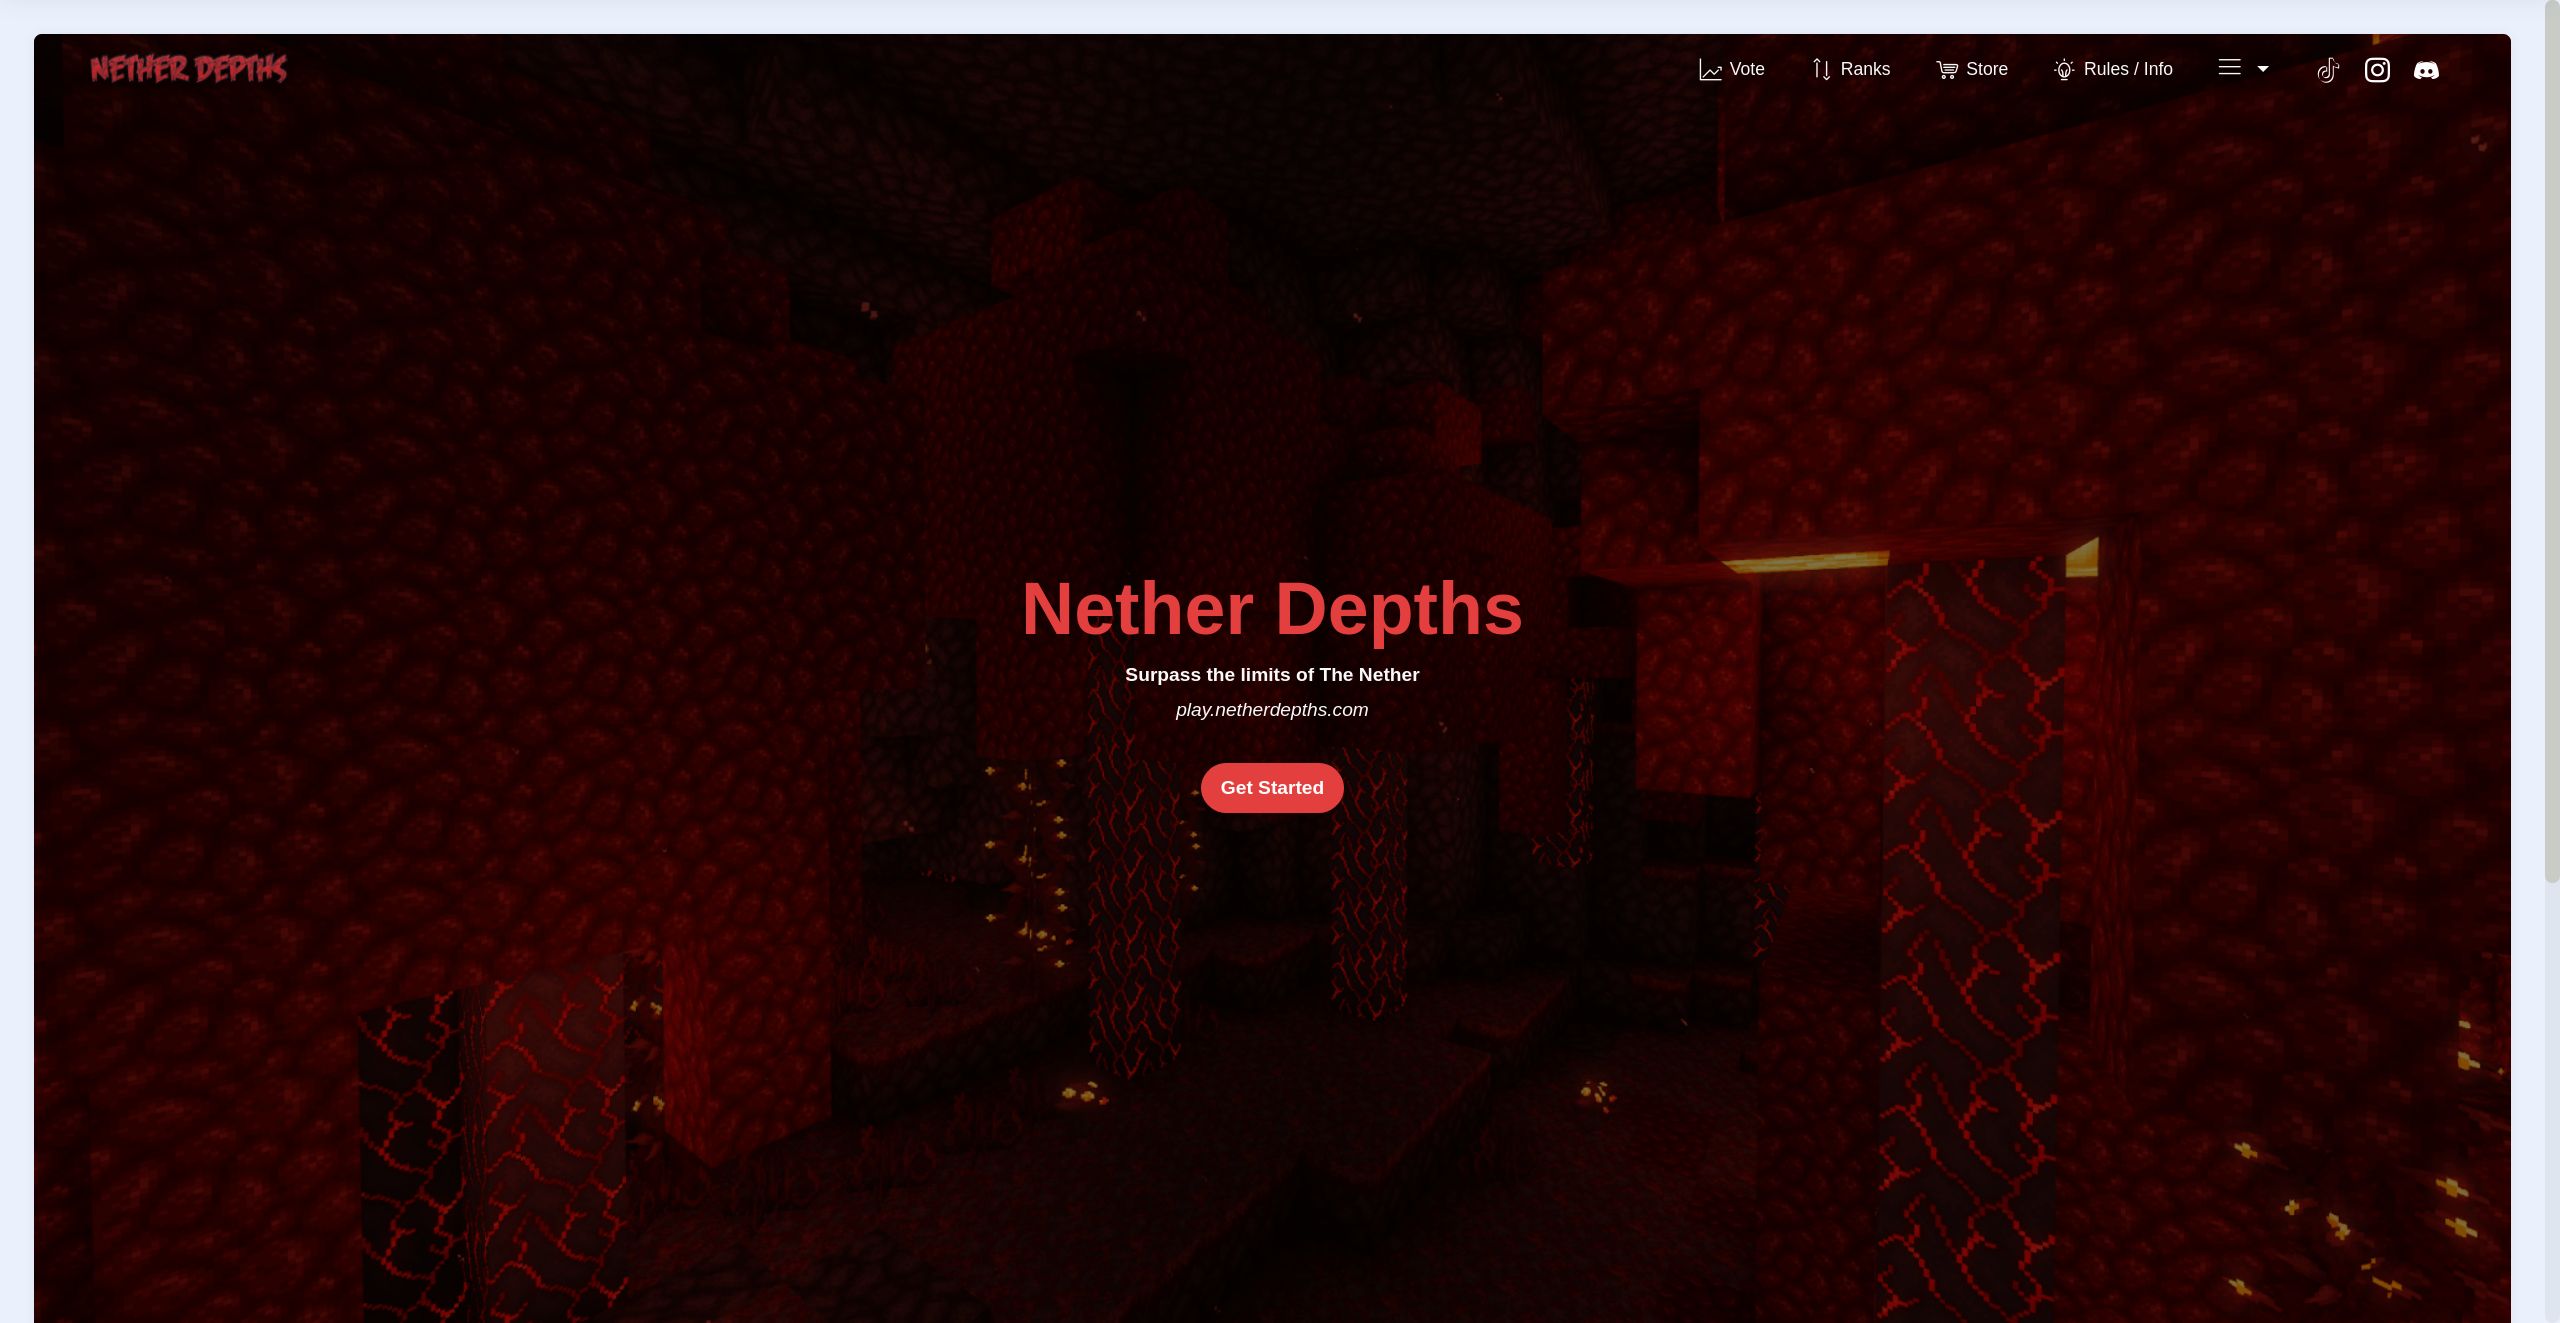 NETHER DEPTHS
Vote Ranks Store Rules / Info
Nether Depths
Surpass the limits of The Nether
play.netherdepths.com
Get Started